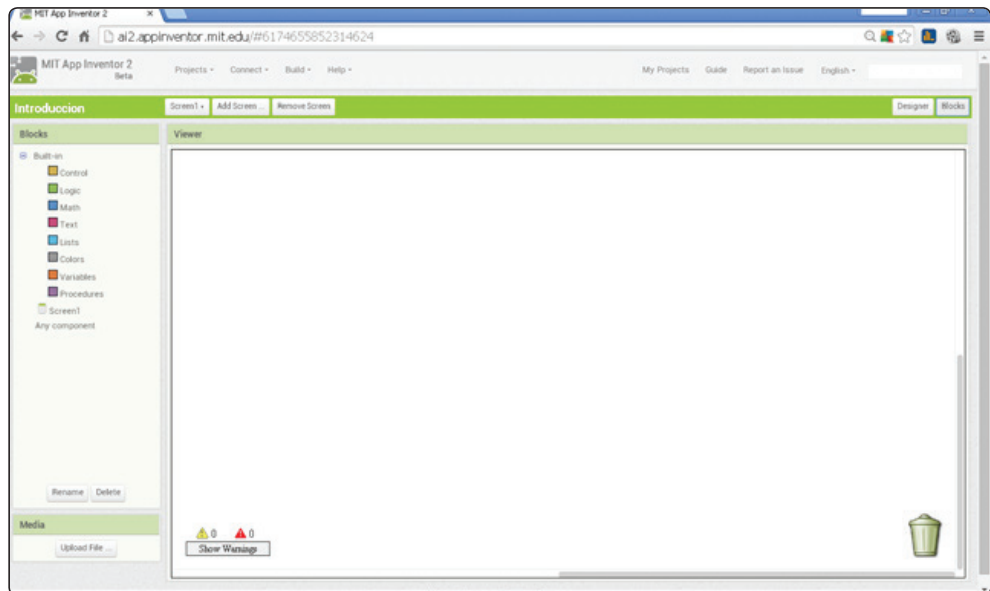 MIT App Inventor 2 ×
ai2.appinventor.mit.edu/#6174655852314624
MIT App Inventor 2
Beta
Projects Connect Build Help My Projects Guide Report an Issue English
Introduccion Screen1 Add Screen ... Remove Screen Designer Blocks
Blocks Viewer
Built-in
Control
Logic
Math
Text
Lists
Colors
Variables
Procedures
Screen1
Any component
Rename Delete
Media
Upload File ...
0 0
Show Warnings